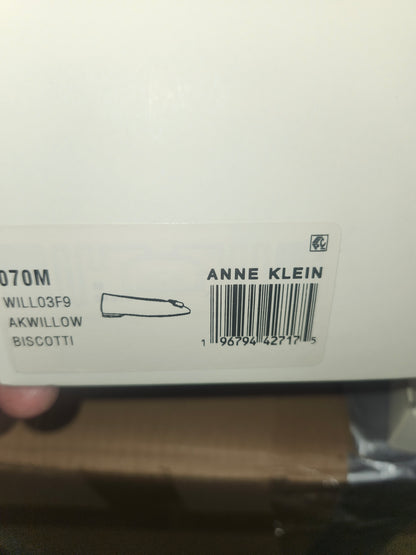 070M
WILL03F9
AKWILLOW
BISCOTTI
ANNE KLEIN
1 96794 42717 5